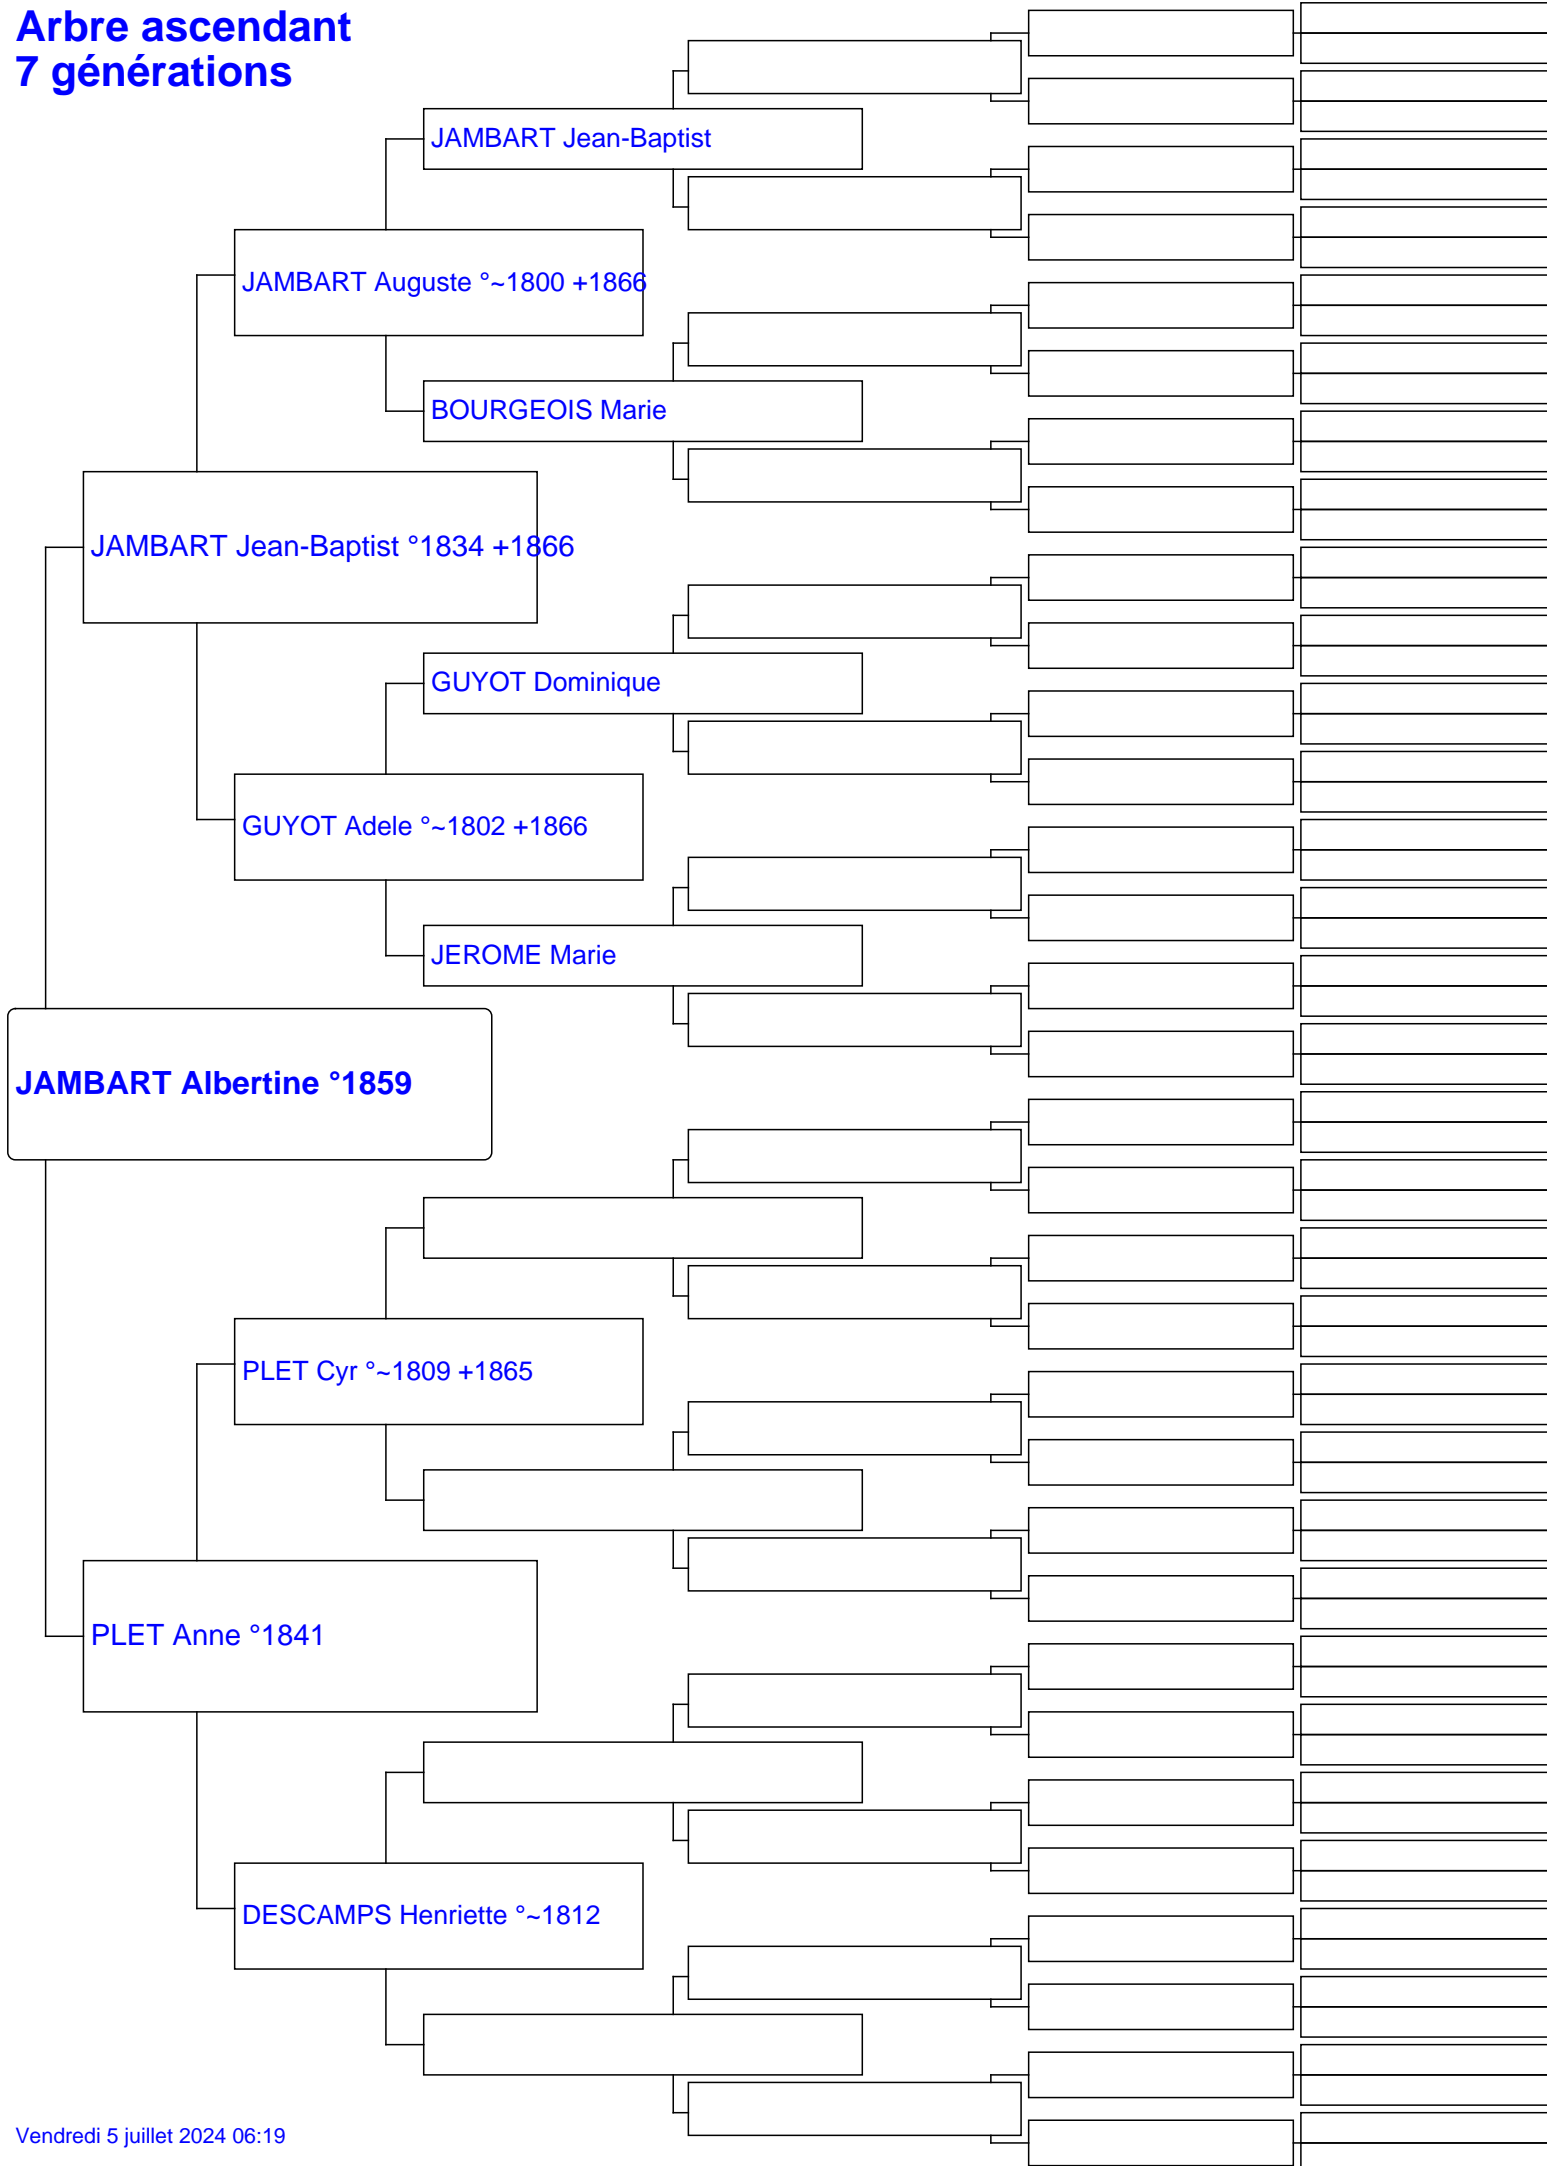 Arbre ascendant
7 générations
JAMBART Jean-Baptist
JAMBART Auguste °~1800 +1866
BOURGEOIS Marie
JAMBART Jean-Baptist °1834 +1866
GUYOT Dominique
GUYOT Adele °~1802 +1866
JEROME Marie
JAMBART Albertine °1859
PLET Cyr °~1809 +1865
PLET Anne °1841
DESCAMPS Henriette °~1812
Vendredi 5 juillet 2024 06:19